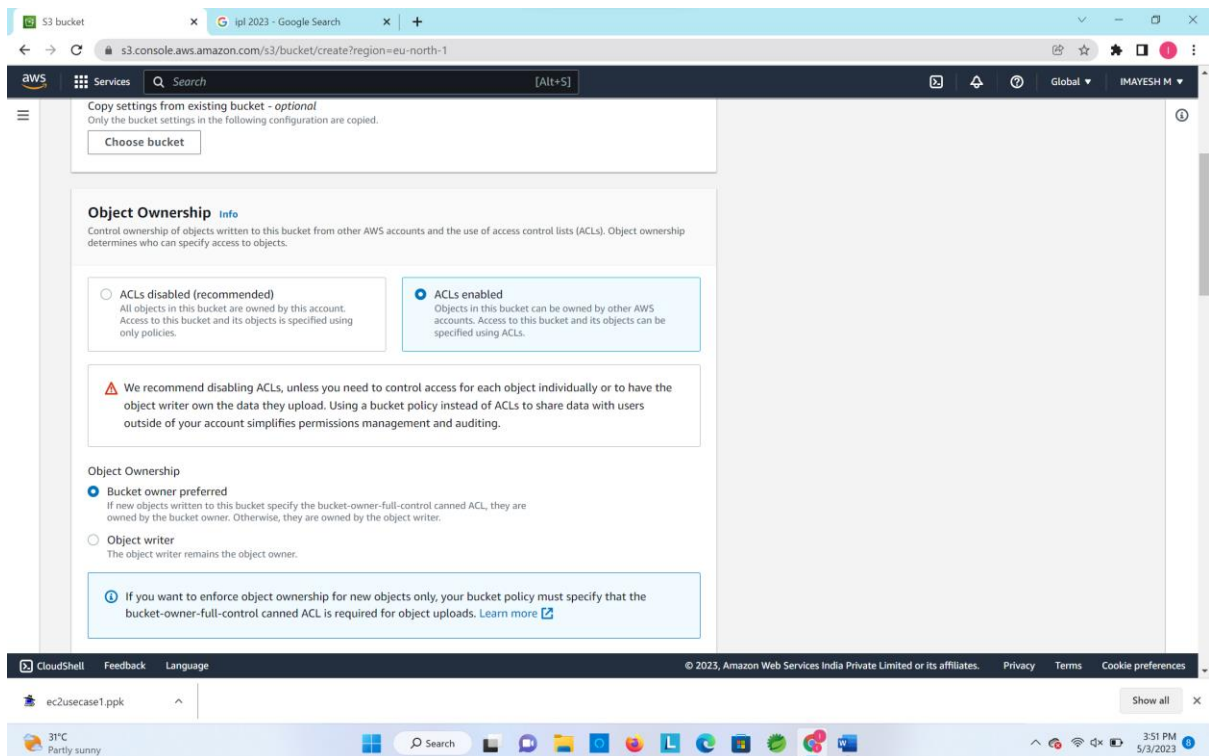 S3 bucket
ipl 2023 - Google Search
s3.console.aws.amazon.com/s3/bucket/create?region=eu-north-1
aws Services Search [Alt+S] Global IMAYESH M
Copy settings from existing bucket - optional
Only the bucket settings in the following configuration are copied.
Choose bucket
Object Ownership Info
Control ownership of objects written to this bucket from other AWS accounts and the use of access control lists (ACLs). Object ownership
determines who can specify access to objects.
ACLs disabled (recommended)
All objects in this bucket are owned by this account.
Access to this bucket and its objects is specified using
only policies.
ACLs enabled
Objects in this bucket can be owned by other AWS
accounts. Access to this bucket and its objects can be
specified using ACLs.
We recommend disabling ACLs, unless you need to control access for each object individually or to have the
object writer own the data they upload. Using a bucket policy instead of ACLs to share data with users
outside of your account simplifies permissions management and auditing.
Object Ownership
Bucket owner preferred
If new objects written to this bucket specify the bucket-owner-full-control canned ACL, they are
owned by the bucket owner. Otherwise, they are owned by the object writer.
Object writer
The object writer remains the object owner.
If you want to enforce object ownership for new objects only, your bucket policy must specify that the
bucket-owner-full-control canned ACL is required for object uploads. Learn more
CloudShell Feedback Language © 2023, Amazon Web Services India Private Limited or its affiliates. Privacy Terms Cookie preferences
ec2usecase1.ppk Show all
31°C
Partly sunny
Search
3:51 PM
5/3/2023
8